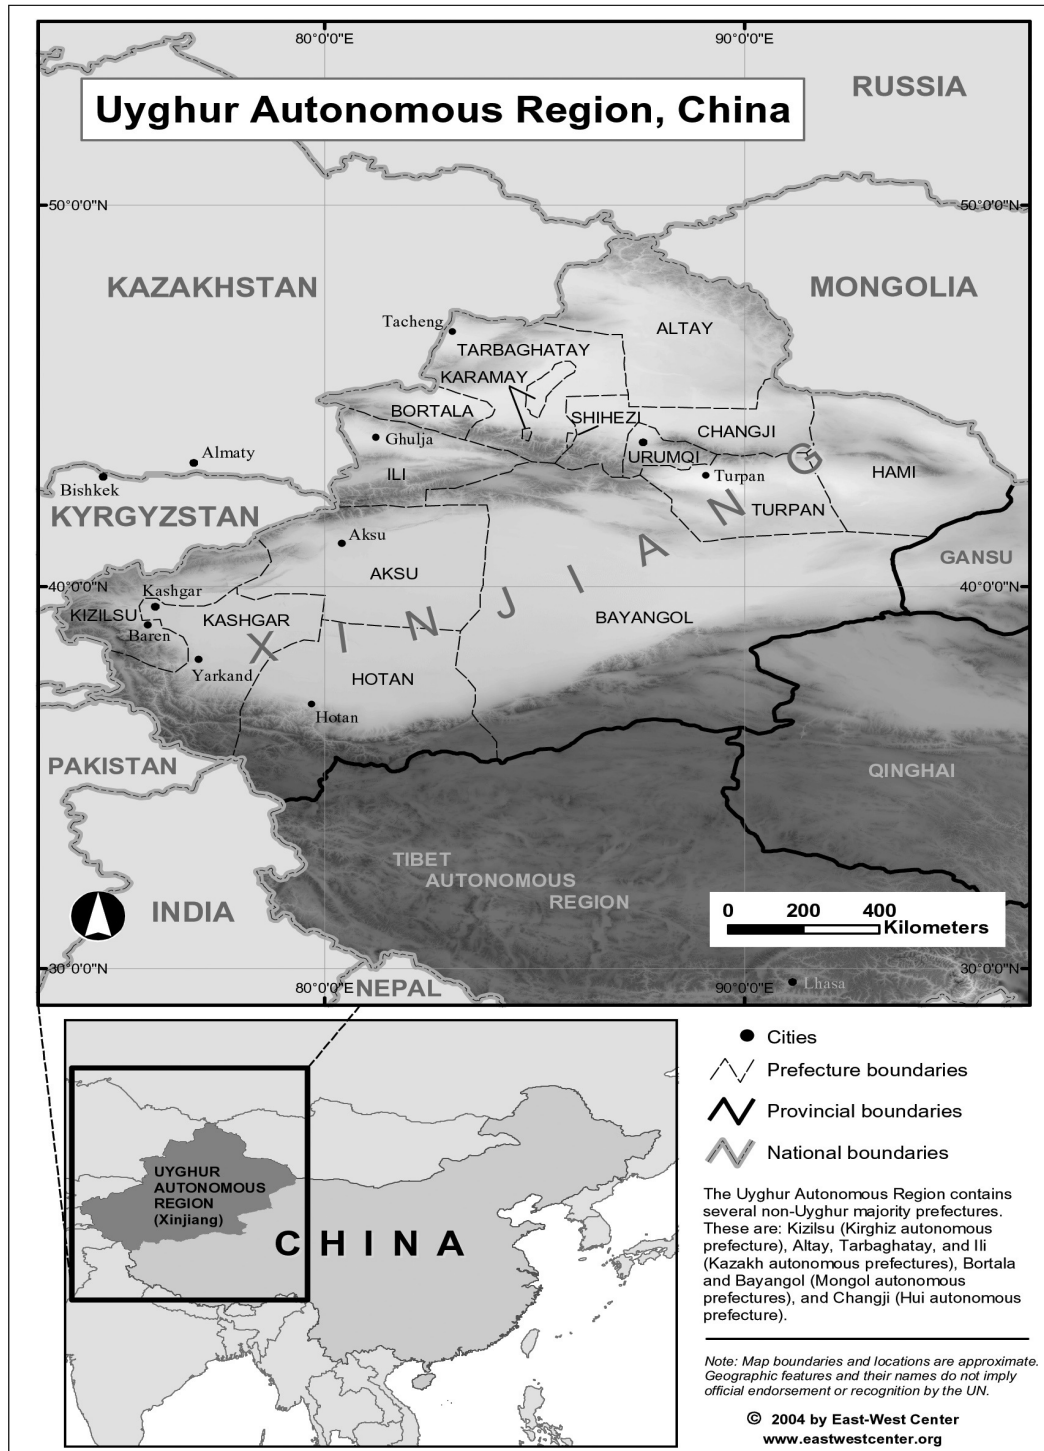 80°0'0"E
90°0'0"E
Uyghur Autonomous Region, China
RUSSIA
50°0'0"N
50°0'0"N
KAZAKHSTAN
MONGOLIA
Tacheng
ALTAY
TARBAGHATAY
KARAMAY
BORTALA
SHIHEZI
CHANGJI
Ghulja
URUMQI
Almaty
ILI
Turpan
HAMI
Bishkek
KYRGYZSTAN
TURPAN
Aksu
GANSU
AKSU
40°0'0"N
40°0'0"N
Kashgar
KIZILSU
KASHGAR
BAYANGOL
Baren
XINJIANG
Yarkand
HOTAN
Hotan
PAKISTAN
QINGHAI
TIBET
AUTONOMOUS
REGION
INDIA
0 200 400
Kilometers
30°0'0"N
30°0'0"N
80°0'0"E
NEPAL
90°0'0"E
Lhasa
UYGHUR
AUTONOMOUS
REGION
(Xinjiang)
CHINA
Cities
Prefecture boundaries
Provincial boundaries
National boundaries
The Uyghur Autonomous Region contains
several non-Uyghur majority prefectures.
These are: Kizilsu (Kirghiz autonomous
prefecture), Altay, Tarbaghatay, and Ili
(Kazakh autonomous prefectures), Bortala
and Bayangol (Mongol autonomous
prefectures), and Changji (Hui autonomous
prefecture).
Note: Map boundaries and locations are approximate.
Geographic features and their names do not imply
official endorsement or recognition by the UN.
© 2004 by East-West Center
www.eastwestcenter.org